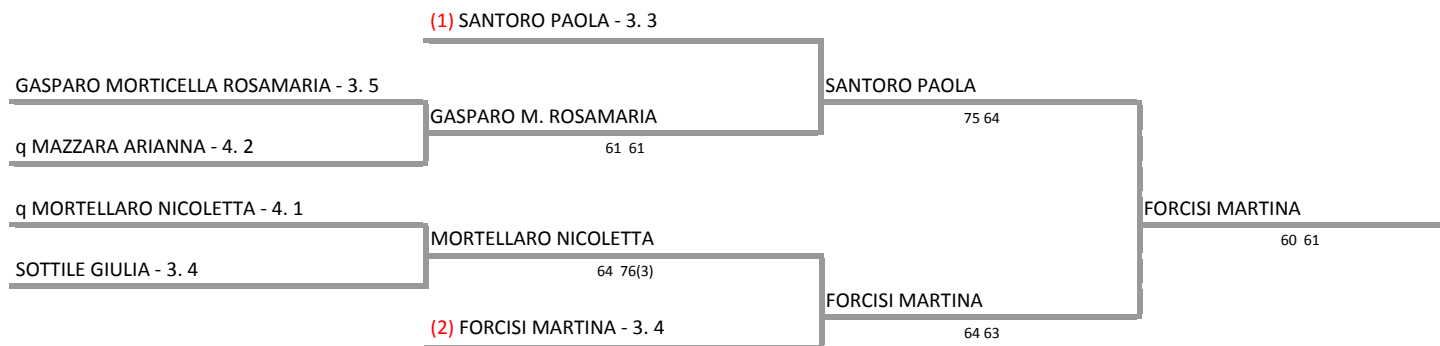 (1) SANTORO PAOLA - 3. 3
GASPARO MORTICELLA ROSAMARIA - 3. 5
SANTORO PAOLA
GASPARO M. ROSAMARIA
75 64
q MAZZARA ARIANNA - 4. 2
61 61
q MORTELLARO NICOLETTA - 4. 1
FORCISI MARTINA
MORTELLARO NICOLETTA
60 61
SOTTILE GIULIA - 3. 4
64 76(3)
FORCISI MARTINA
(2) FORCISI MARTINA - 3. 4
64 63